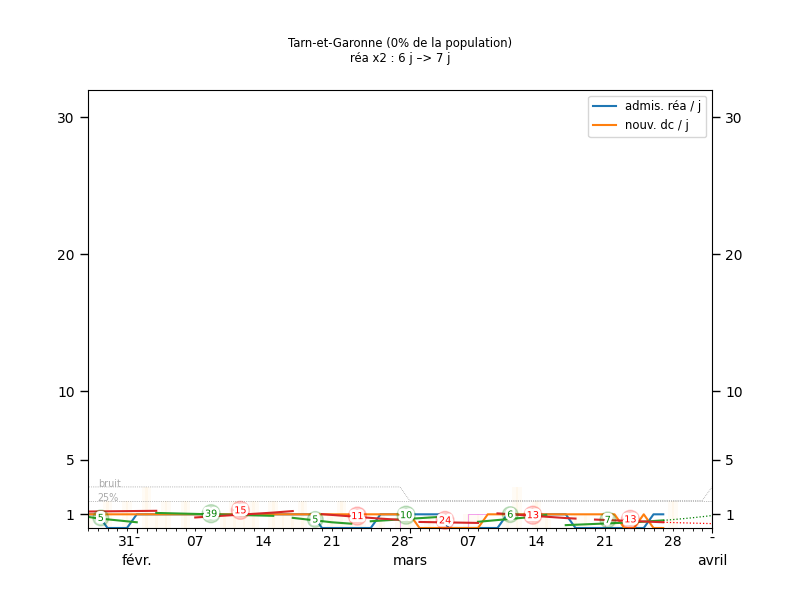 Tarn-et-Garonne (0% de la population)
réa x2 : 6 j –> 7 j
admis. réa / j
nouv. dc / j
30 30
20 20
10 10
5 5
bruit
25%
1 1
5 39 15 5 11 10 24 6 13 7 13
31 07 14 21 28 07 14 21 28
févr. mars avril